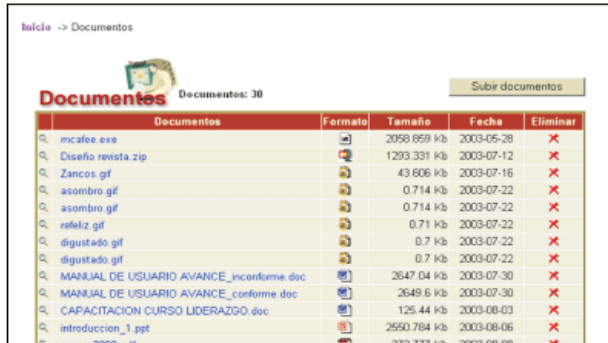 Inicio -> Documentos
Documentos Documentos: 30 Subir documentos
Documentos Formato Tamaño Fecha Eliminar
mcafee.exe 2058.859 Kb 2003-05-28
Diseño revista.zip 1293.331 Kb 2003-07-12
Zancos.gif 43.606 Kb 2003-07-16
asombro.gif 0.714 Kb 2003-07-22
asombro.gif 0.714 Kb 2003-07-22
refeliz.gif 0.71 Kb 2003-07-22
digustado.gif 0.7 Kb 2003-07-22
digustado.gif 0.7 Kb 2003-07-22
MANUAL DE USUARIO AVANCE_inconforme.doc 2647.04 Kb 2003-07-30
MANUAL DE USUARIO AVANCE_conforme.doc 2649.6 Kb 2003-07-30
CAPACITACION CURSO LIDERAZGO.doc 125.44 Kb 2003-08-03
introduccion_1.ppt 2550.784 Kb 2003-08-06